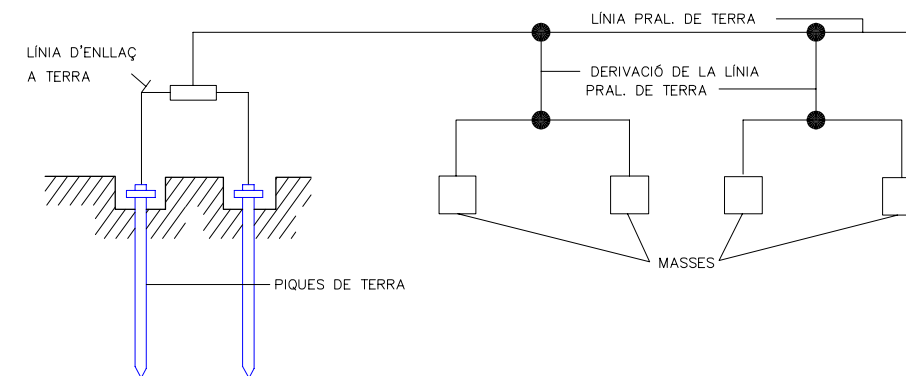 LÍNIA PRAL. DE TERRA
LÍNIA D'ENLLAÇ
A TERRA
DERIVACIÓ DE LA LÍNIA
PRAL. DE TERRA
MASSES
PIQUES DE TERRA